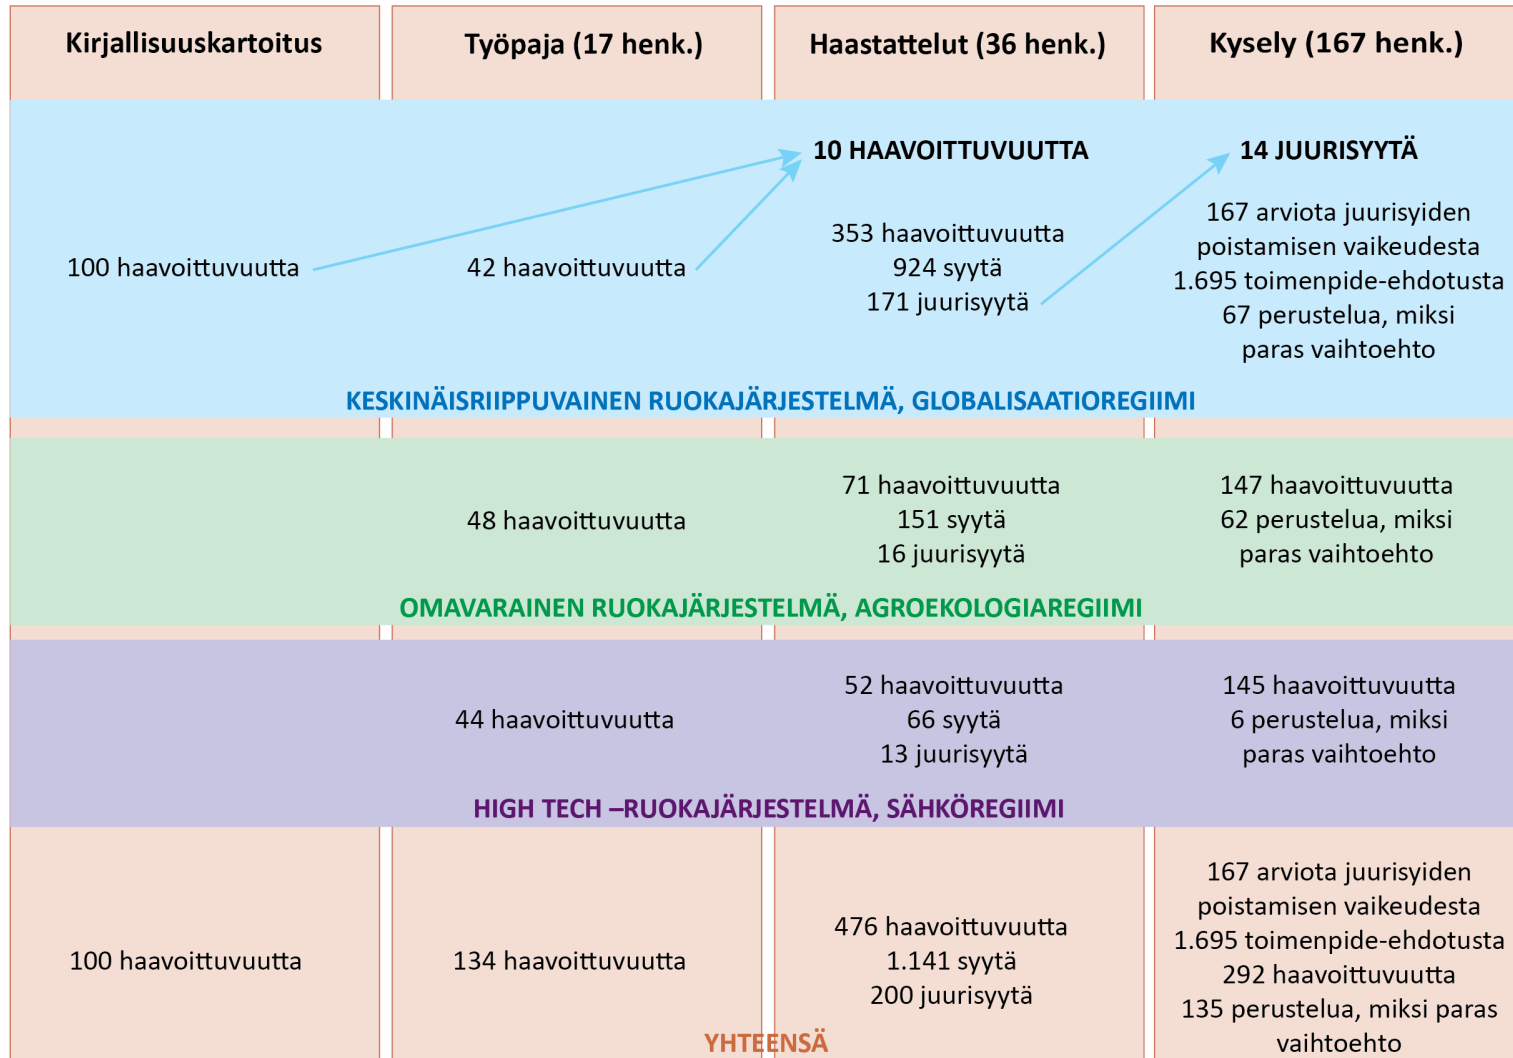 Kirjallisuuskartoitus
Työpaja (17 henk.)
Haastattelut (36 henk.)
Kysely (167 henk.)
100 haavoittuvuutta
42 haavoittuvuutta
10 HAAVOITTUVUUTTA
353 haavoittuvuutta
924 syytä
171 juurisyytä
14 JUURISYYTÄ
167 arviota juurisyiden
poistamisen vaikeudesta
1.695 toimenpide-ehdotusta
67 perustelua, miksi
paras vaihtoehto
KESKINÄISRIIPPUVAINEN RUOKAJÄRJESTELMÄ, GLOBALISAATIOREGIIMI
48 haavoittuvuutta
71 haavoittuvuutta
151 syytä
16 juurisyytä
147 haavoittuvuutta
62 perustelua, miksi
paras vaihtoehto
OMAVARAINEN RUOKAJÄRJESTELMÄ, AGROEKOLOGIAREGIIMI
44 haavoittuvuutta
52 haavoittuvuutta
66 syytä
13 juurisyytä
145 haavoittuvuutta
6 perustelua, miksi
paras vaihtoehto
HIGH TECH –RUOKAJÄRJESTELMÄ, SÄHKÖREGIIMI
100 haavoittuvuutta
134 haavoittuvuutta
476 haavoittuvuutta
1.141 syytä
200 juurisyytä
167 arviota juurisyiden
poistamisen vaikeudesta
1.695 toimenpide-ehdotusta
292 haavoittuvuutta
135 perustelua, miksi paras
vaihtoehto
YHTEENSÄ